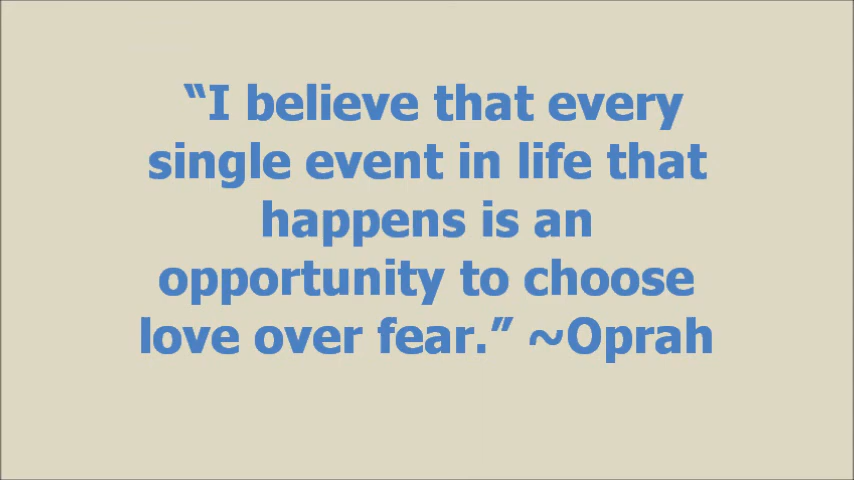 “I believe that every
single event in life that
happens is an
opportunity to choose
love over fear.” ~Oprah